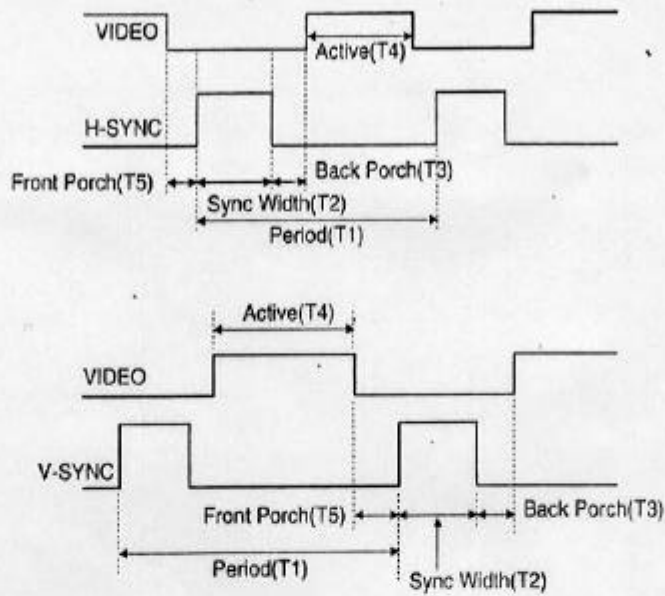 VIDEO
Active(T4)
H-SYNC
Front Porch(T5)
Back Porch(T3)
Sync Width(T2)
Period(T1)
Active(T4)
VIDEO
V-SYNC
Front Porch(T5)
Back Porch(T3)
Period(T1)
Sync Width(T2)